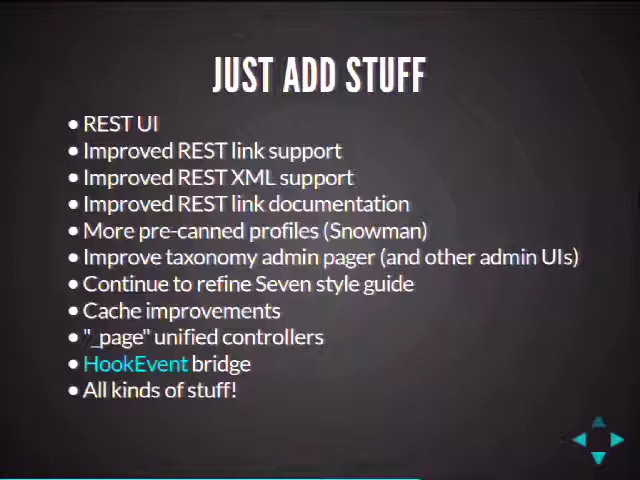 JUST ADD STUFF
• REST UI
• Improved REST link support
• Improved REST XML support
• Improved REST link documentation
• More pre-canned profiles (Snowman)
• Improve taxonomy admin pager (and other admin UIs)
• Continue to refine Seven style guide
• Cache improvements
• "_page" unified controllers
• HookEvent bridge
• All kinds of stuff!